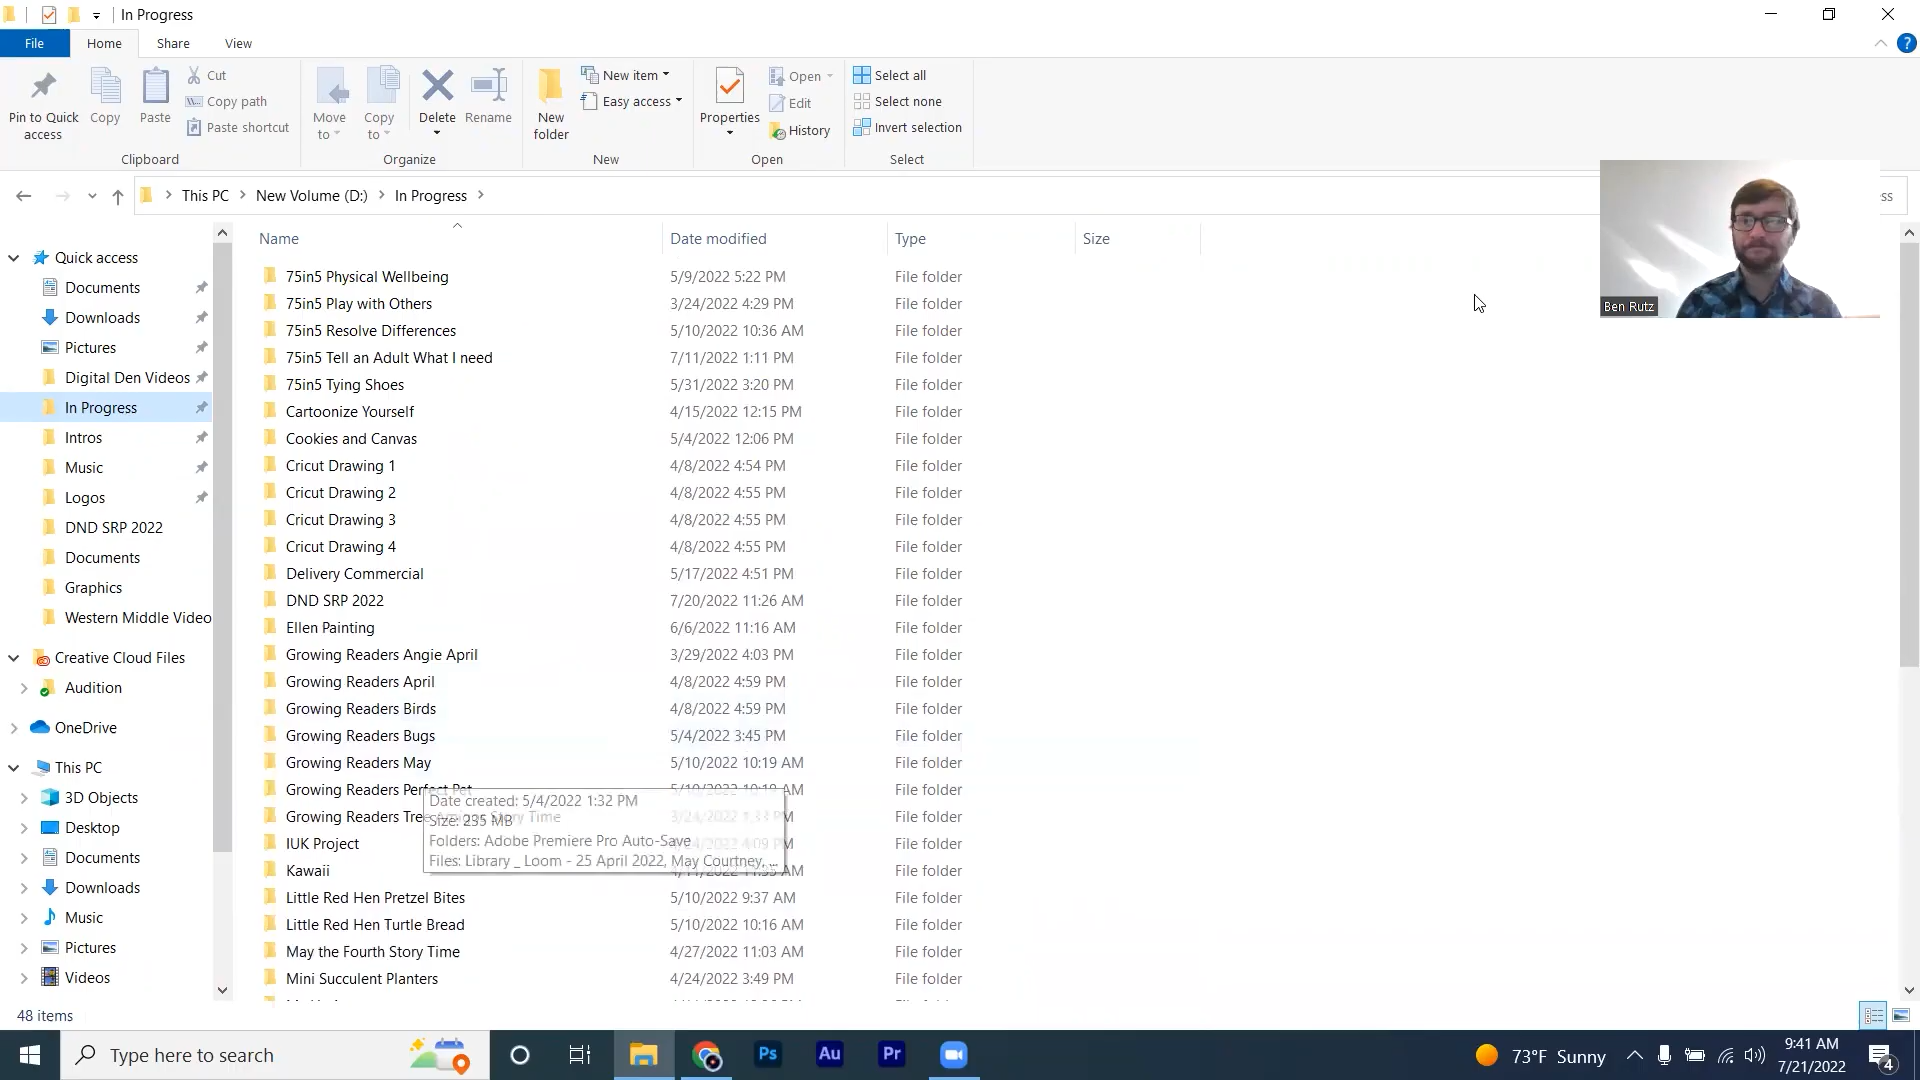 In Progress
File Home Share View
Pin to Quick access
Copy
Paste
Cut
Copy path
Paste shortcut
Clipboard
Move to
Copy to
Delete
Rename
Organize
New folder
New item
Easy access
New
Properties
Open
Edit
History
Open
Select all
Select none
Invert selection
Select
This PC New Volume (D:) In Progress
Ben Rutz
Quick access
Documents
Downloads
Pictures
Digital Den Videos
In Progress
Intros
Music
Logos
DND SRP 2022
Documents
Graphics
Western Middle Video
Creative Cloud Files
Audition
OneDrive
This PC
3D Objects
Desktop
Documents
Downloads
Music
Pictures
Videos
Name Date modified Type Size
75in5 Physical Wellbeing 5/9/2022 5:22 PM File folder
75in5 Play with Others 3/24/2022 4:29 PM File folder
75in5 Resolve Differences 5/10/2022 10:36 AM File folder
75in5 Tell an Adult What I need 7/11/2022 1:11 PM File folder
75in5 Tying Shoes 5/31/2022 3:20 PM File folder
Cartoonize Yourself 4/15/2022 12:15 PM File folder
Cookies and Canvas 5/4/2022 12:06 PM File folder
Cricut Drawing 1 4/8/2022 4:54 PM File folder
Cricut Drawing 2 4/8/2022 4:55 PM File folder
Cricut Drawing 3 4/8/2022 4:55 PM File folder
Cricut Drawing 4 4/8/2022 4:55 PM File folder
Delivery Commercial 5/17/2022 4:51 PM File folder
DND SRP 2022 7/20/2022 11:26 AM File folder
Ellen Painting 6/6/2022 11:16 AM File folder
Growing Readers Angie April 3/29/2022 4:03 PM File folder
Growing Readers April 4/8/2022 4:59 PM File folder
Growing Readers Birds 4/8/2022 4:59 PM File folder
Growing Readers Bugs 5/4/2022 3:45 PM File folder
Growing Readers May 5/10/2022 10:19 AM File folder
Growing Readers Perfect Pet AM File folder
Growing Readers Story Time File folder
IUK Project File folder
Kawaii AM File folder
Date created: 5/4/2022 1:32 PM
Size: 235 MB
Folders: Adobe Premiere Pro Auto-Save
Files: Library _ Loom - 25 April 2022, May Courtney, ...
Little Red Hen Pretzel Bites 5/10/2022 9:37 AM File folder
Little Red Hen Turtle Bread 5/10/2022 10:16 AM File folder
May the Fourth Story Time 4/27/2022 11:03 AM File folder
Mini Succulent Planters 4/24/2022 3:49 PM File folder
48 items
Type here to search
Ps Au Pr
73°F Sunny
9:41 AM
7/21/2022
4